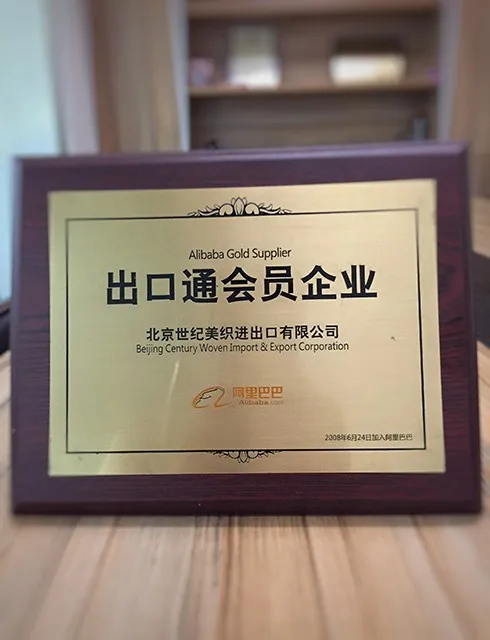 Alibaba Gold Supplier
出口通会员企业
北京世纪美织进出口有限公司
Beijing Century Woven Import & Export Corporation
阿里巴巴
Alibaba.com
2008年6月24日加入阿里巴巴